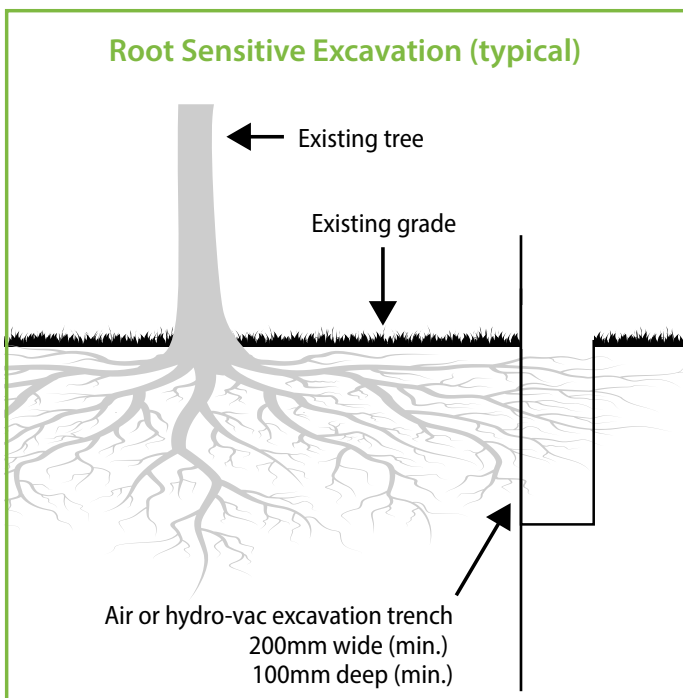 Root Sensitive Excavation (typical)
Existing tree
Existing grade
Air or hydro-vac excavation trench
200mm wide (min.)
100mm deep (min.)